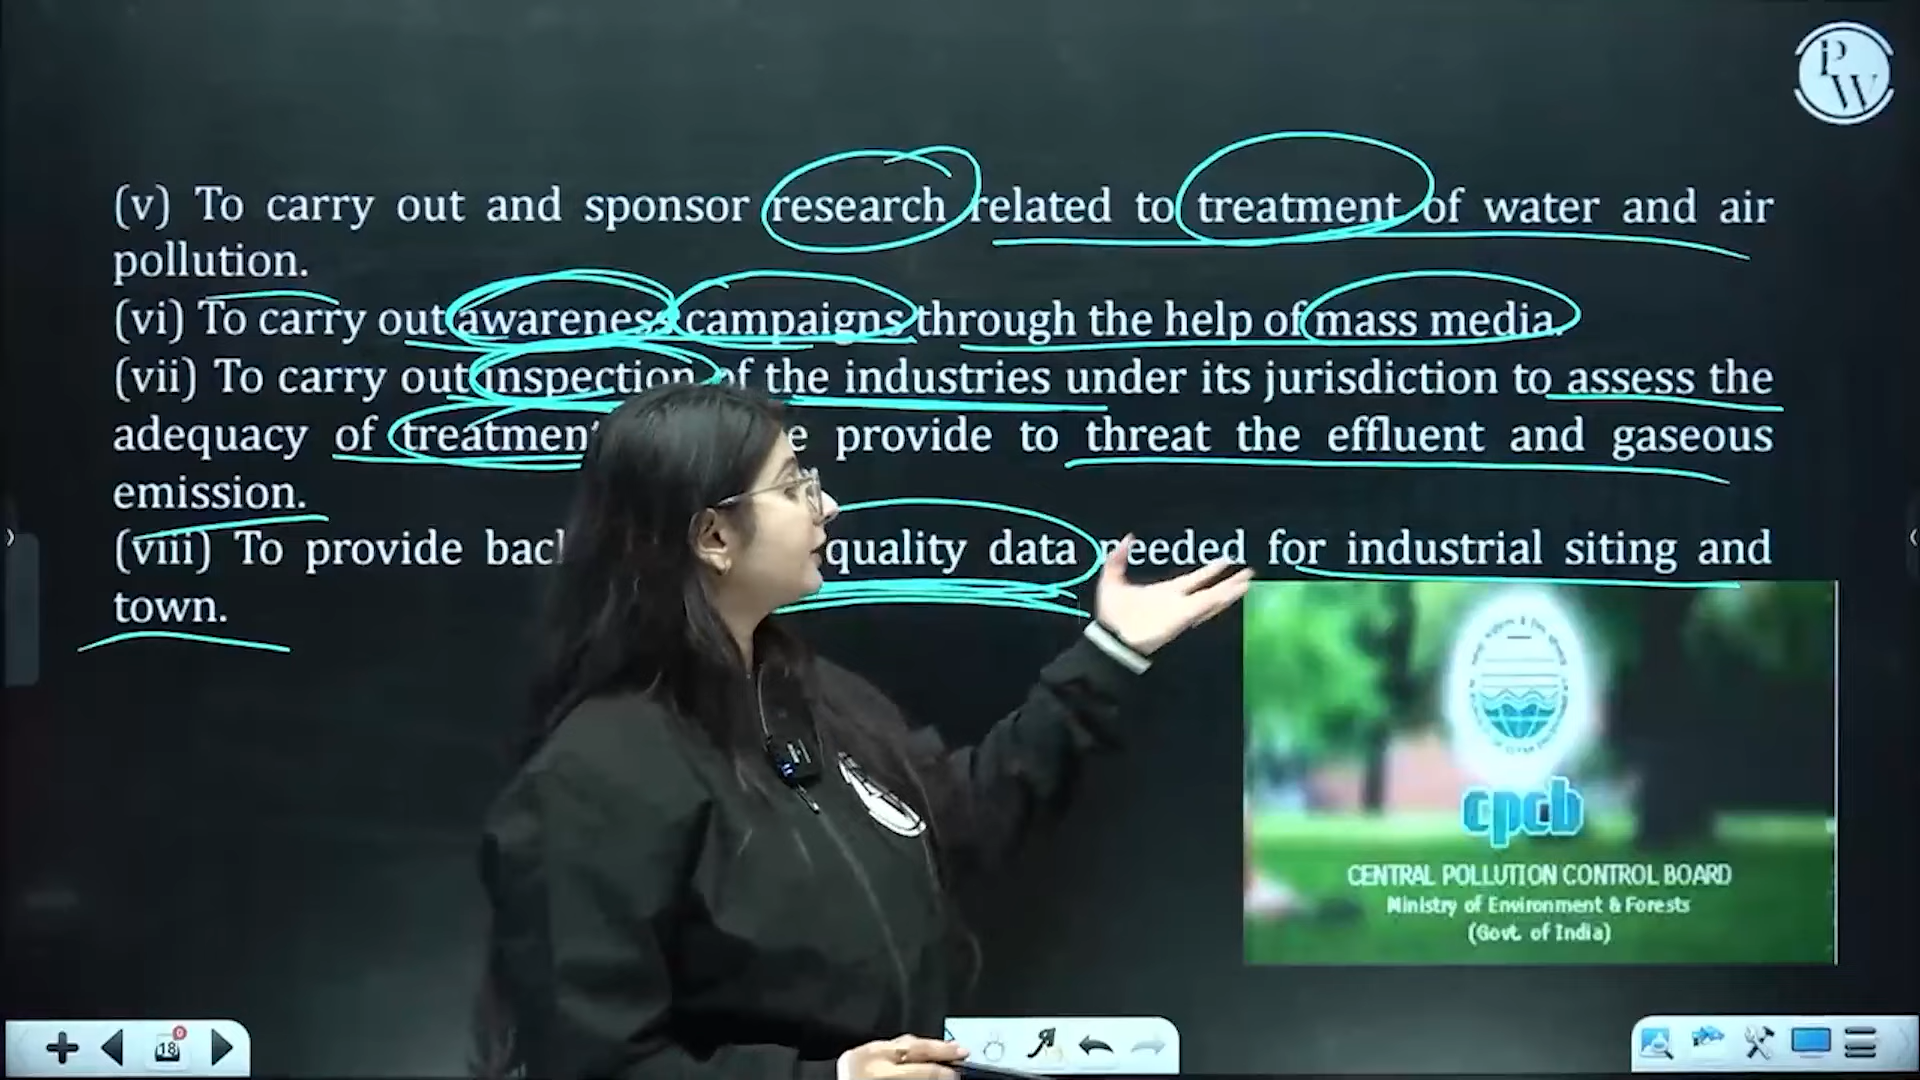 PW
(v) To carry out and sponsor research related to treatment of water and air
pollution.
(vi) To carry out awareness campaigns through the help of mass media.
(vii) To carry out inspection of the industries under its jurisdiction to assess the
adequacy of treatment provide to threat the effluent and gaseous
emission.
(viii) To provide quality data needed for industrial siting and
town.
cpcb
CENTRAL POLLUTION CONTROL BOARD
Ministry of Environment & Forests
(Govt. of India)
18
0